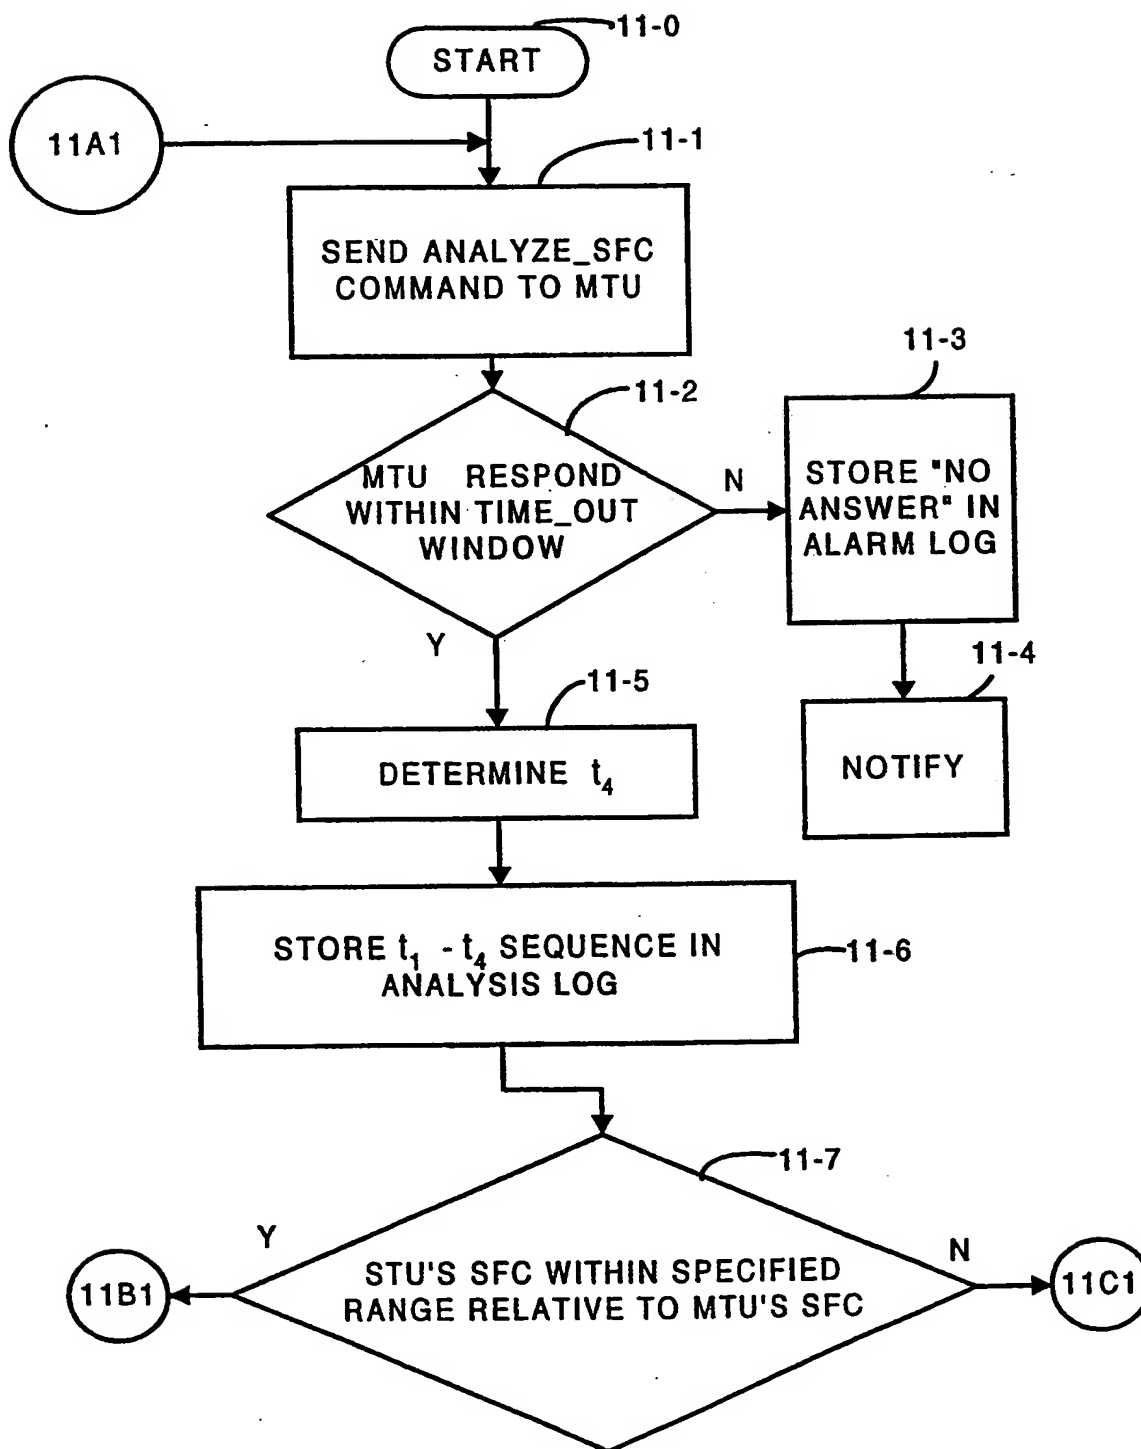 11-0
START
11A1
11-1
SEND ANALYZE_SFC
COMMAND TO MTU
11-2
MTU RESPOND
WITHIN TIME_OUT
WINDOW
N
11-3
STORE "NO
ANSWER" IN
ALARM LOG
Y
11-4
NOTIFY
11-5
DETERMINE t4
STORE t1 - t4 SEQUENCE IN
ANALYSIS LOG
11-6
11-7
Y
N
STU'S SFC WITHIN SPECIFIED
RANGE RELATIVE TO MTU'S SFC
11B1
11C1